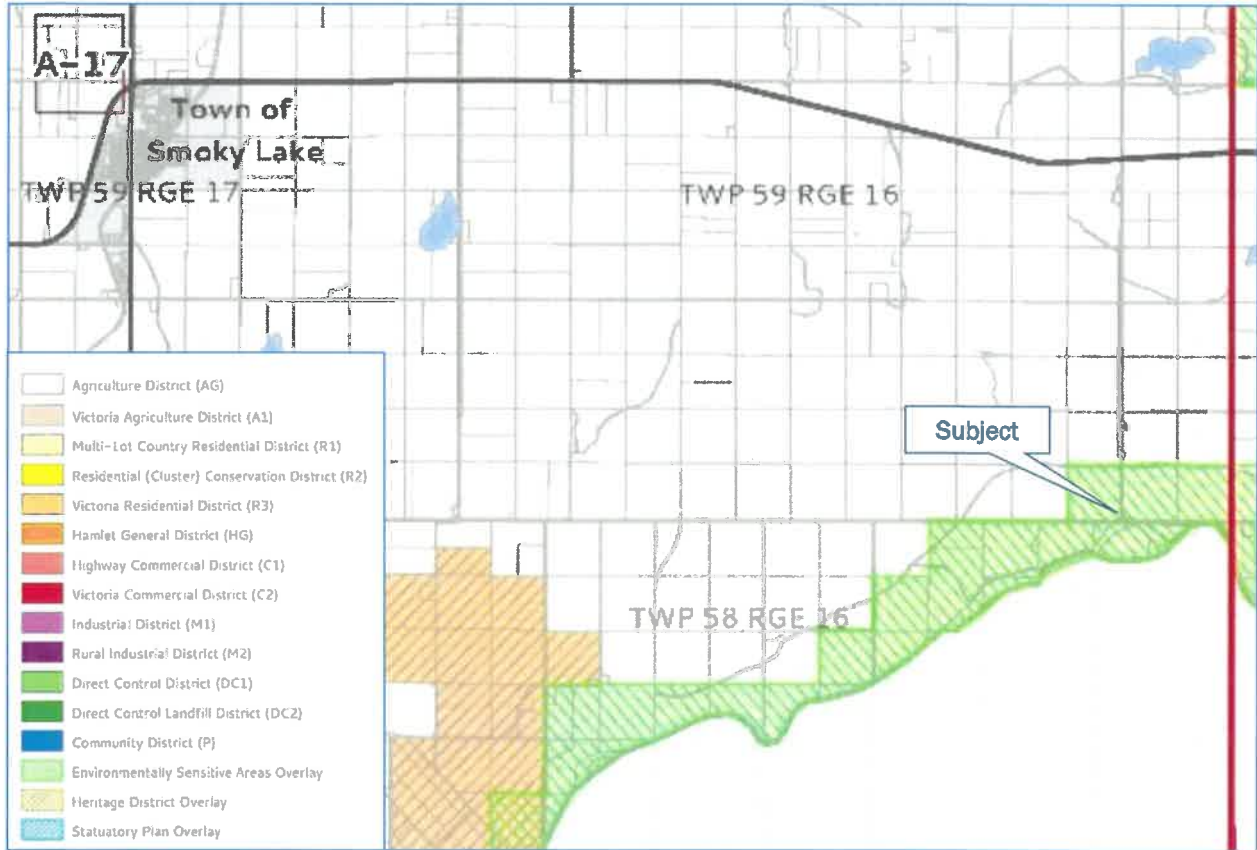 A-17
Town of
Smoky Lake
TWP 59 RGE 17
TWP 59 RGE 16
Subject
TWP 58 RGE 16
Agriculture District (AG)
Victoria Agriculture District (A1)
Multi-Lot Country Residential District (R1)
Residential (Cluster) Conservation District (R2)
Victoria Residential District (R3)
Hamlet General District (HG)
Highway Commercial District (C1)
Victoria Commercial District (C2)
Industrial District (M1)
Rural Industrial District (M2)
Direct Control District (DC1)
Direct Control Landfill District (DC2)
Community District (P)
Environmentally Sensitive Areas Overlay
Heritage District Overlay
Statuatory Plan Overlay